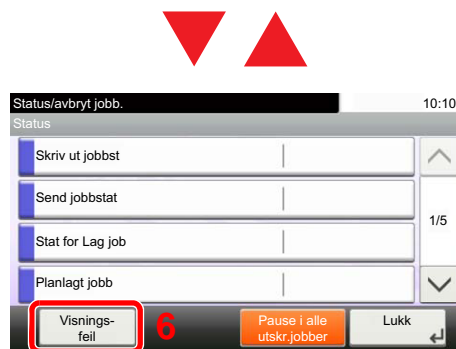 Status/avbryt jobb. 10:10
Status
Skriv ut jobbst
Send jobbstat
1/5
Stat for Lag job
Planlagt jobb
Visnings-
feil
6
Pause i alle
utskr.jobber
Lukk